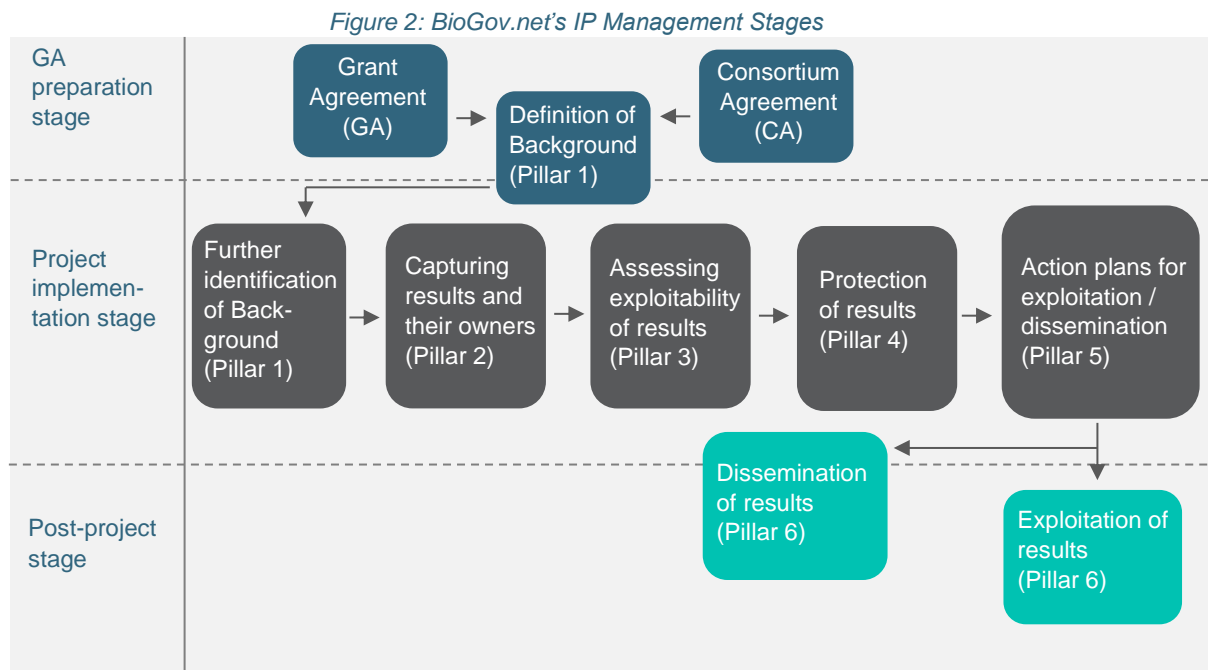 Figure 2: BioGov.net's IP Management Stages
GA
preparation
stage
Grant
Agreement
(GA)
Definition of
Background
(Pillar 1)
Consortium
Agreement
(CA)
Project
implemen-
tation stage
Further
identification
of Back-
ground
(Pillar 1)
Capturing
results and
their owners
(Pillar 2)
Assessing
exploitability
of results
(Pillar 3)
Protection
of results
(Pillar 4)
Action plans for
exploitation /
dissemination
(Pillar 5)
Post-project
stage
Dissemination
of results
(Pillar 6)
Exploitation of
results
(Pillar 6)